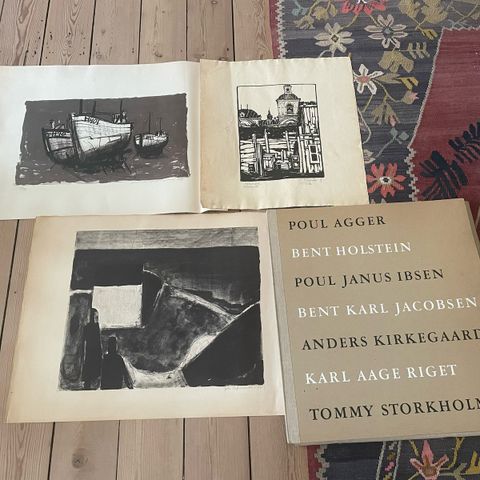 POUL AGGER
BENT HOLSTEIN
POUL JANUS IBSEN
BENT KARL JACOBSEN
ANDERS KIRKEGAARD
KARL AAGE RIGET
TOMMY STORKHOLM